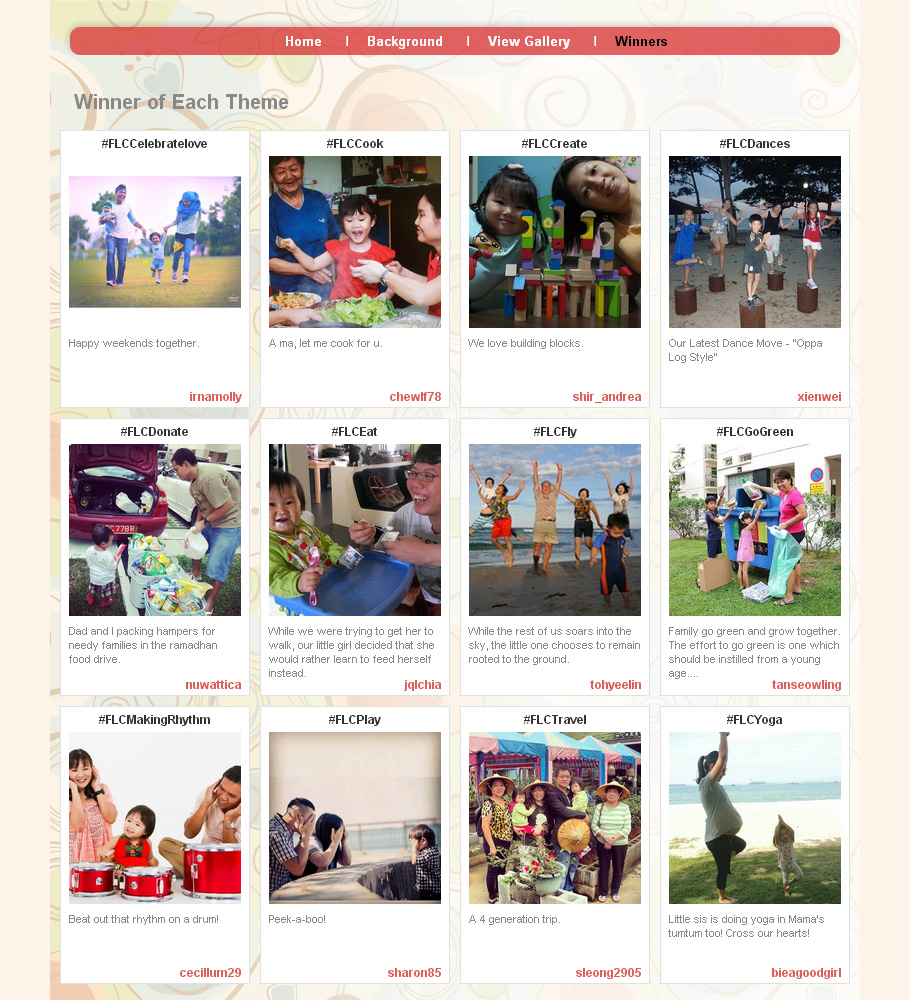 Home | Background | View Gallery | Winners
Winner of Each Theme
#FLCCelebratelove
Happy weekends together.
irnamolly
#FLCCook
A ma, let me cook for u.
chewlf78
#FLCCreate
We love building blocks.
shir_andrea
#FLCDances
Our Latest Dance Move - "Oppa
Log Style"
xienwei
#FLCDonate
Dad and I packing hampers for
needy families in the ramadhan
food drive.
nuwattica
#FLCEat
While we were trying to get her to
walk, our little girl decided that she
would rather learn to feed herself
instead.
jqlchia
#FLCFly
While the rest of us soars into the
sky, the little one chooses to remain
rooted to the ground.
tohyeelin
#FLCGoGreen
Family go green and grow together.
The effort to go green is one which
should be instilled from a young
age....
tanseowling
#FLCMakingRhythm
Beat out that rhythm on a drum!
cecillum29
#FLCPlay
Peek-a-boo!
sharon85
#FLCTravel
A 4 generation trip.
sleong2905
#FLCYoga
Little sis is doing yoga in Mama's
tumtum too! Cross our hearts!
bieagoodgirl